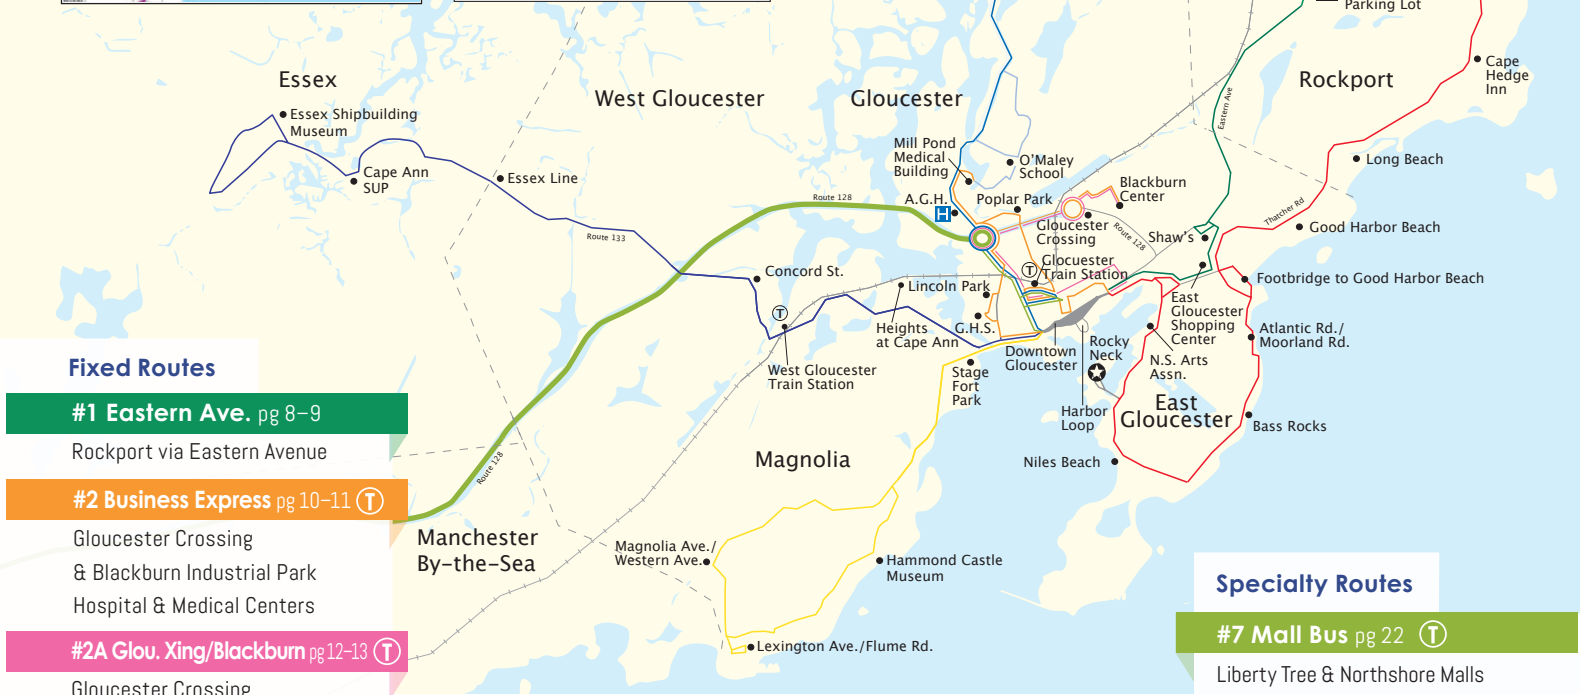 Parking Lot
Cape
Hedge
Inn
Essex
Rockport
West Gloucester
Gloucester
Essex Shipbuilding
Museum
Eastern Ave
Mill Pond
Medical
Building
O'Maley
School
Long Beach
Cape Ann
SUP
Essex Line
Blackburn
Center
Route 128
A.G.H.
H
Poplar Park
Thatcher Rd
Gloucester
Crossing
Route 128
Shaw's
Good Harbor Beach
Route 133
Concord St.
T
Glocuester
Train Station
Footbridge to Good Harbor Beach
Lincoln Park
T
Heights
at Cape Ann
G.H.S.
East
Gloucester
Shopping
Center
Atlantic Rd./
Moorland Rd.
Downtown
Gloucester
Rocky
Neck
N.S. Arts
Assn.
West Gloucester
Train Station
Stage
Fort
Park
Harbor
Loop
East
Gloucester
Bass Rocks
Niles Beach
Magnolia
Route 128
Manchester
By-the-Sea
Magnolia Ave./
Western Ave.
Hammond Castle
Museum
Lexington Ave./Flume Rd.
Fixed Routes
#1 Eastern Ave. pg 8–9
Rockport via Eastern Avenue
#2 Business Express pg 10–11 T
Gloucester Crossing
& Blackburn Industrial Park
Hospital & Medical Centers
#2A Glou. Xing/Blackburn pg 12–13 T
Gloucester Crossing
Specialty Routes
#7 Mall Bus pg 22 T
Liberty Tree & Northshore Malls